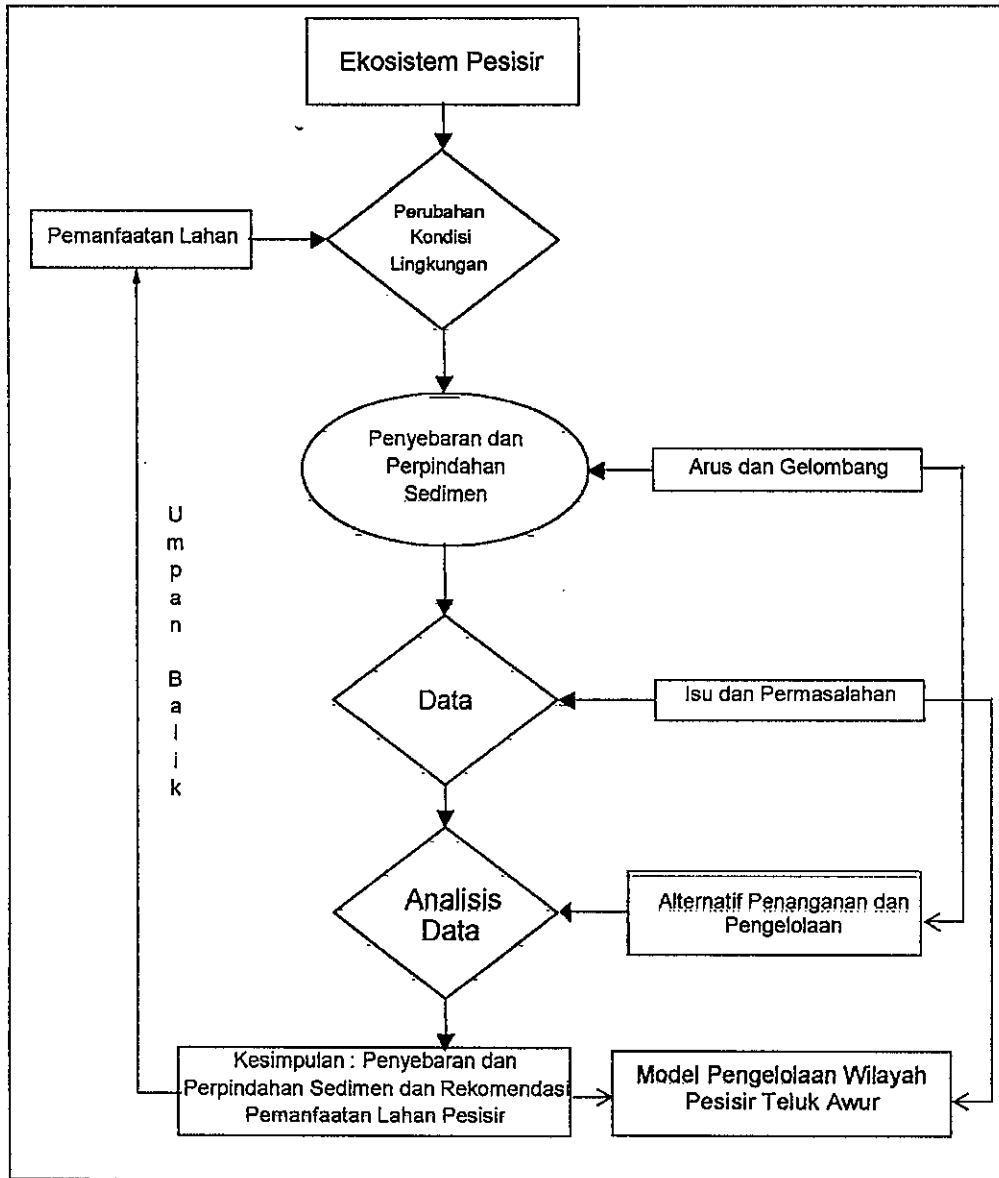 Ekosistem Pesisir
Perubahan
Kondisi
Lingkungan
Pemanfaatan Lahan
Penyebaran dan
Perpindahan
Sedimen
Arus dan Gelombang
Umpan Balik
Data
Isu dan Permasalahan
Analisis
Data
Alternatif Penanganan dan
Pengelolaan
Kesimpulan : Penyebaran dan
Perpindahan Sedimen dan Rekomendasi
Pemanfaatan Lahan Pesisir
Model Pengelolaan Wilayah
Pesisir Teluk Awur